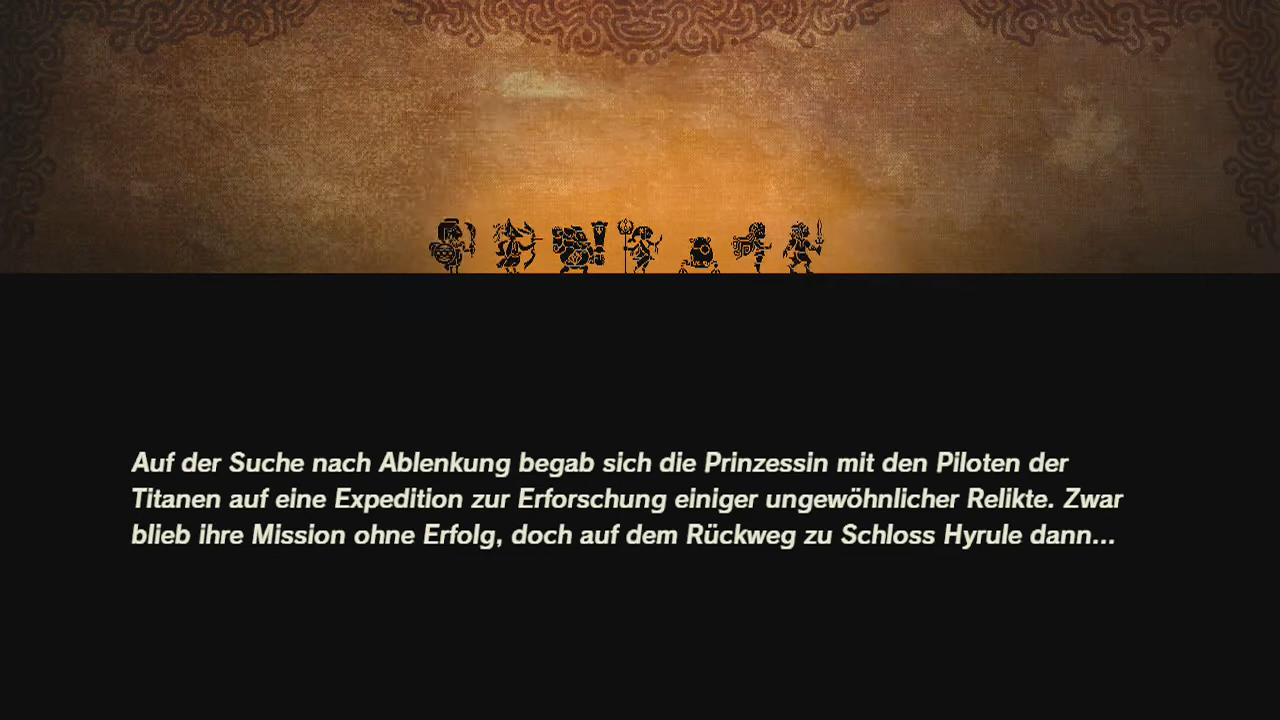 Auf der Suche nach Ablenkung begab sich die Prinzessin mit den Piloten der
Titanen auf eine Expedition zur Erforschung einiger ungewöhnlicher Relikte. Zwar
blieb ihre Mission ohne Erfolg, doch auf dem Rückweg zu Schloss Hyrule dann...